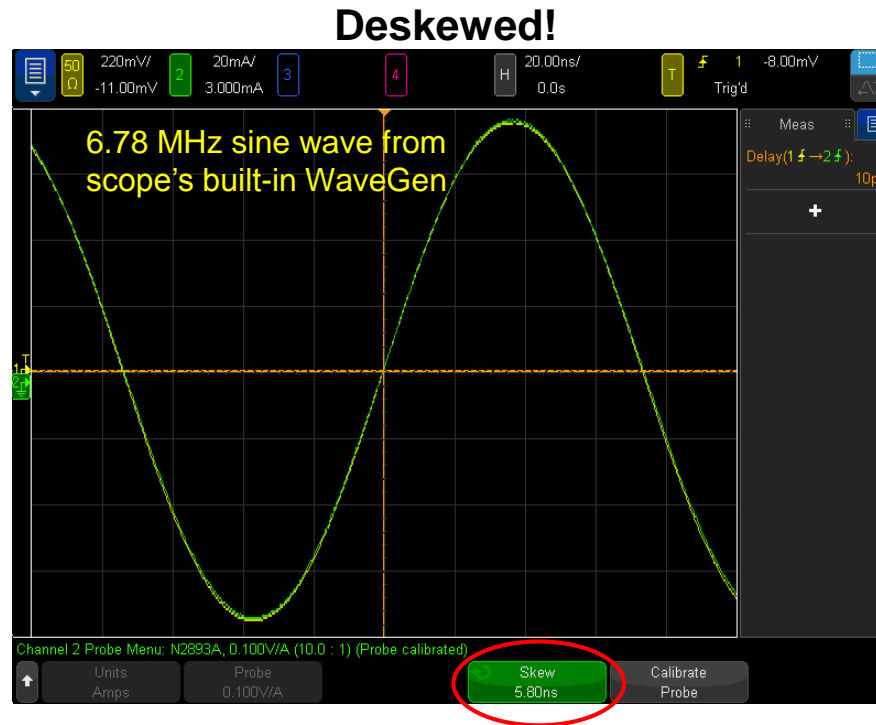 Deskewed!
50 Ω 220mV/ -11.00mV
2 20mA/ 3.000mA
3
4
H 20.00ns/ 0.0s
T 1 -8.00mV
Trig'd
6.78 MHz sine wave from
scope's built-in WaveGen
Meas
Delay(1→2):
10p
+
T
1
2
Channel 2 Probe Menu: N2893A, 0.100V/A (10.0 : 1) (Probe calibrated)
Units
Amps
Probe
0.100V/A
Skew
5.80ns
Calibrate
Probe